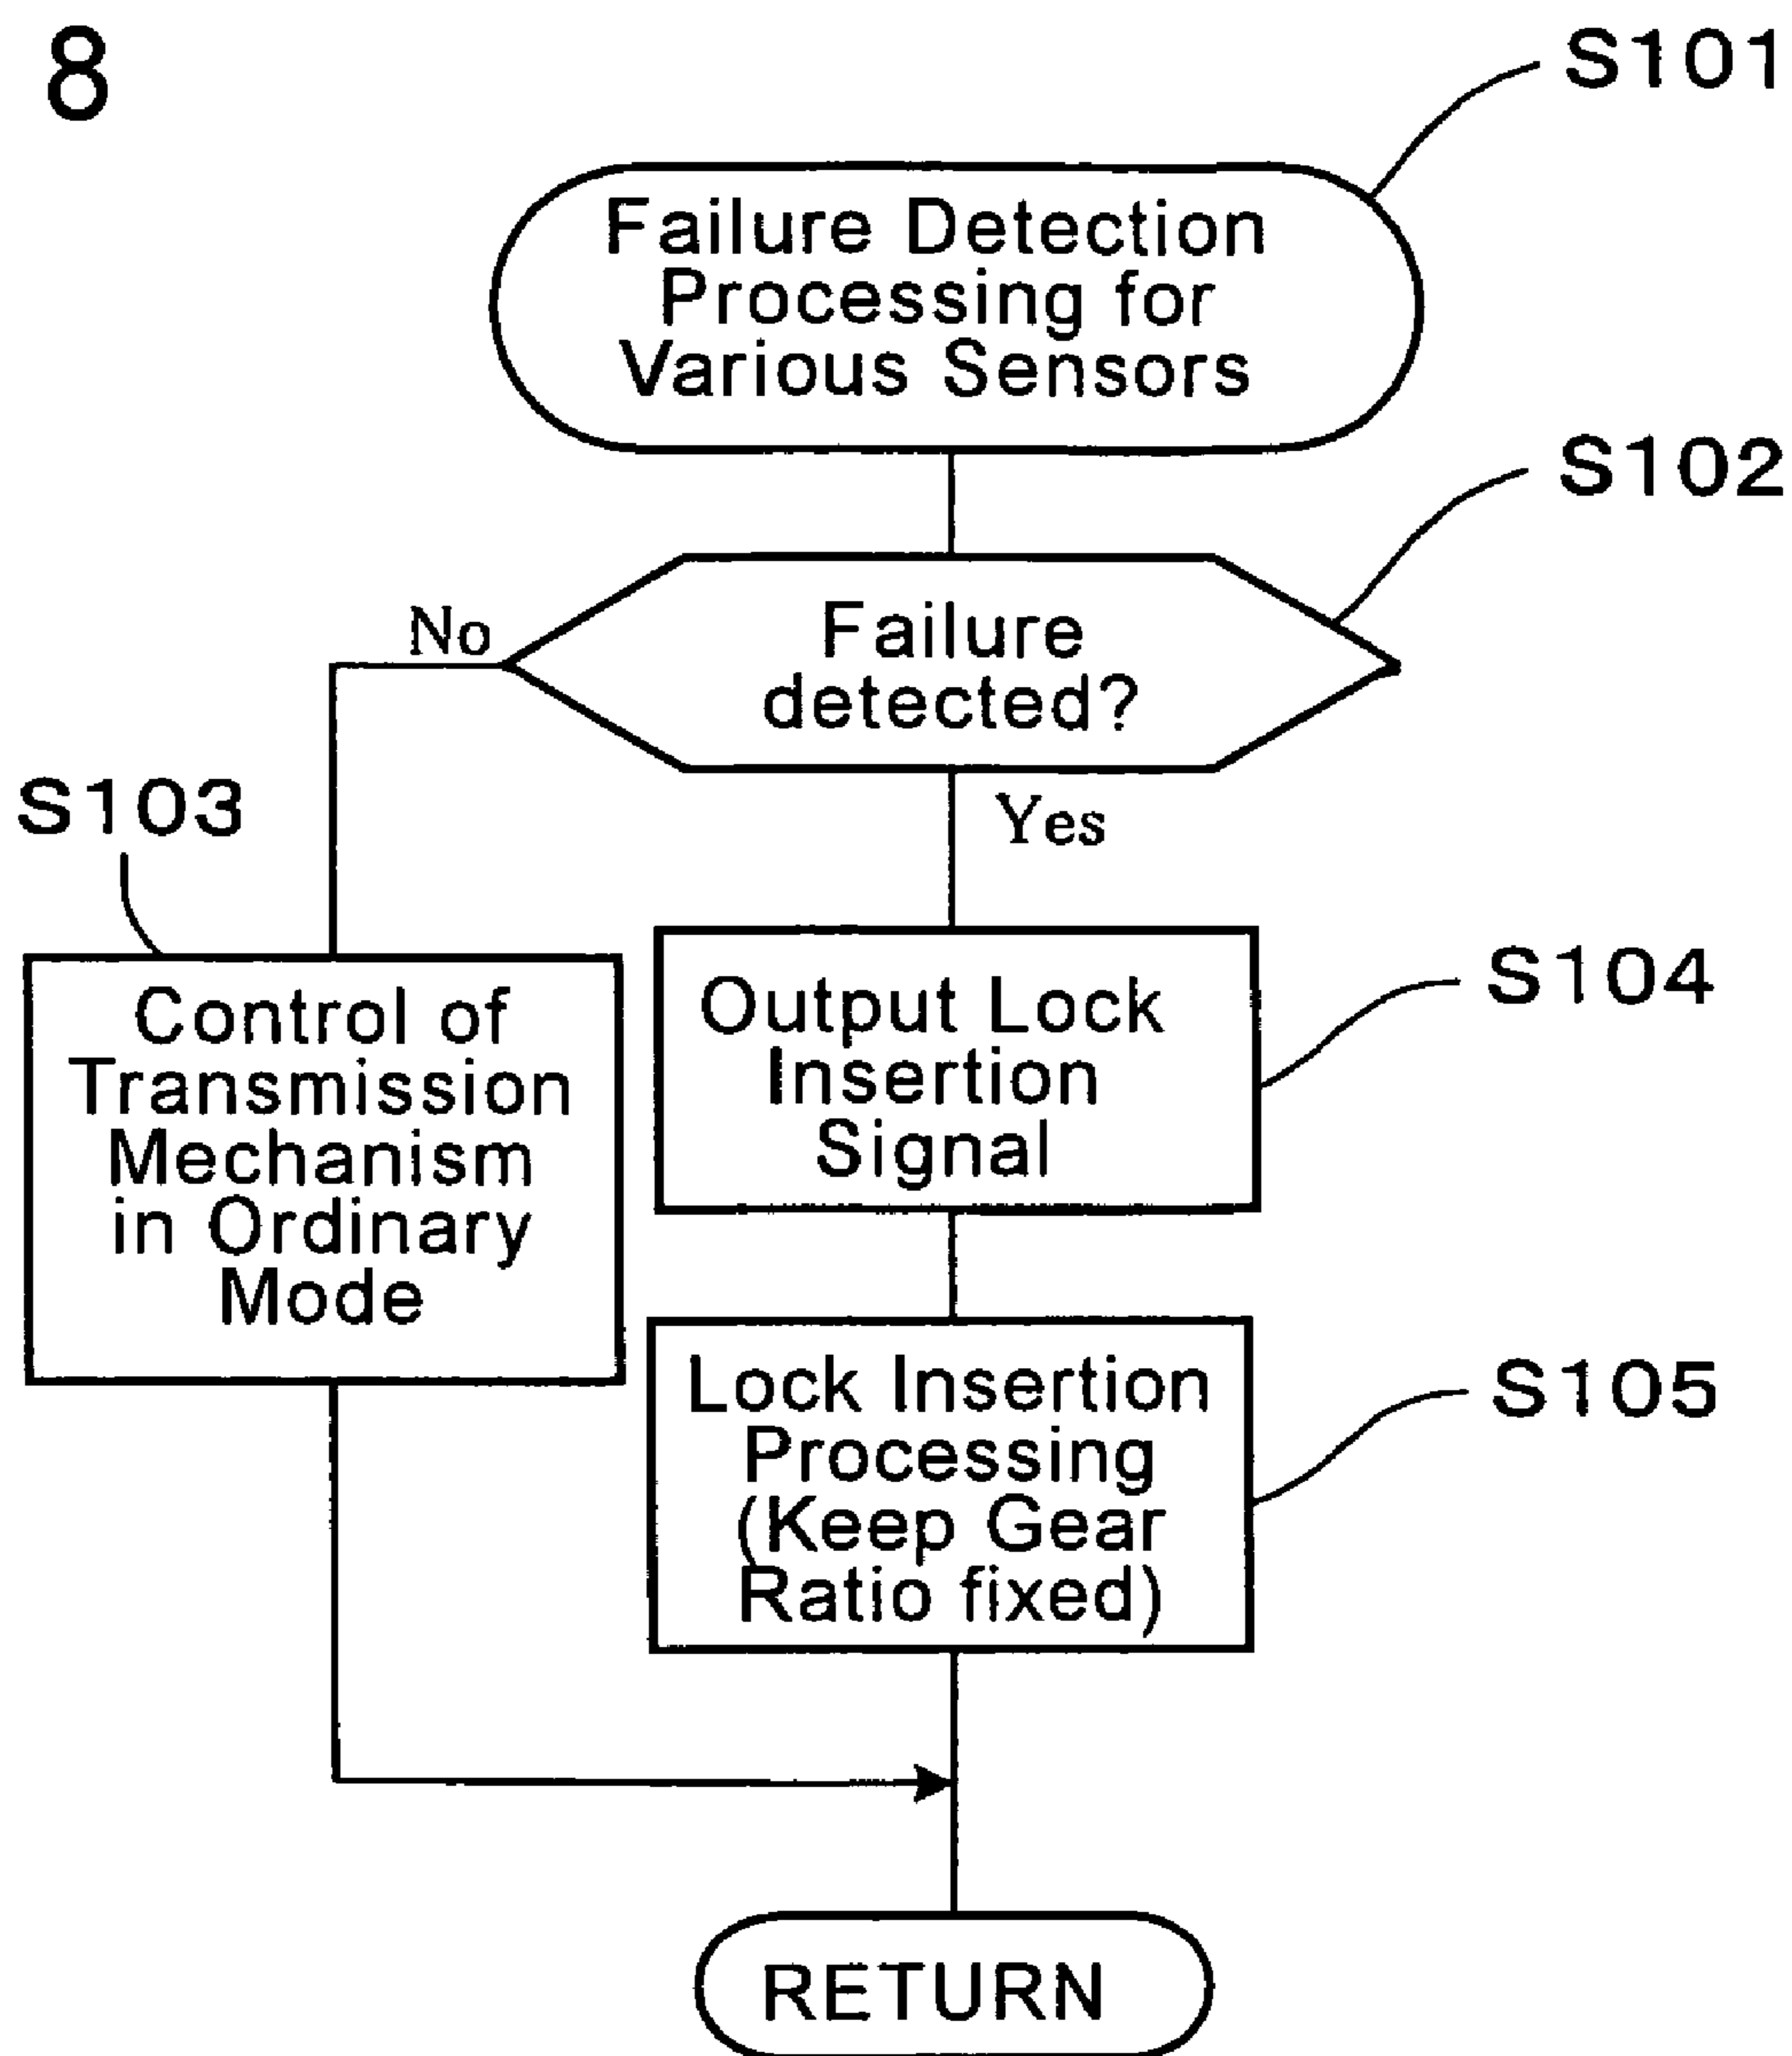 8
S101
Failure Detection
Processing for
Various Sensors
S102
No
Failure
detected?
Yes
S103
Control of
Transmission
Mechanism
in Ordinary
Mode
Output Lock
Insertion
Signal
S104
Lock Insertion
Processing
(Keep Gear
Ratio fixed)
S105
RETURN